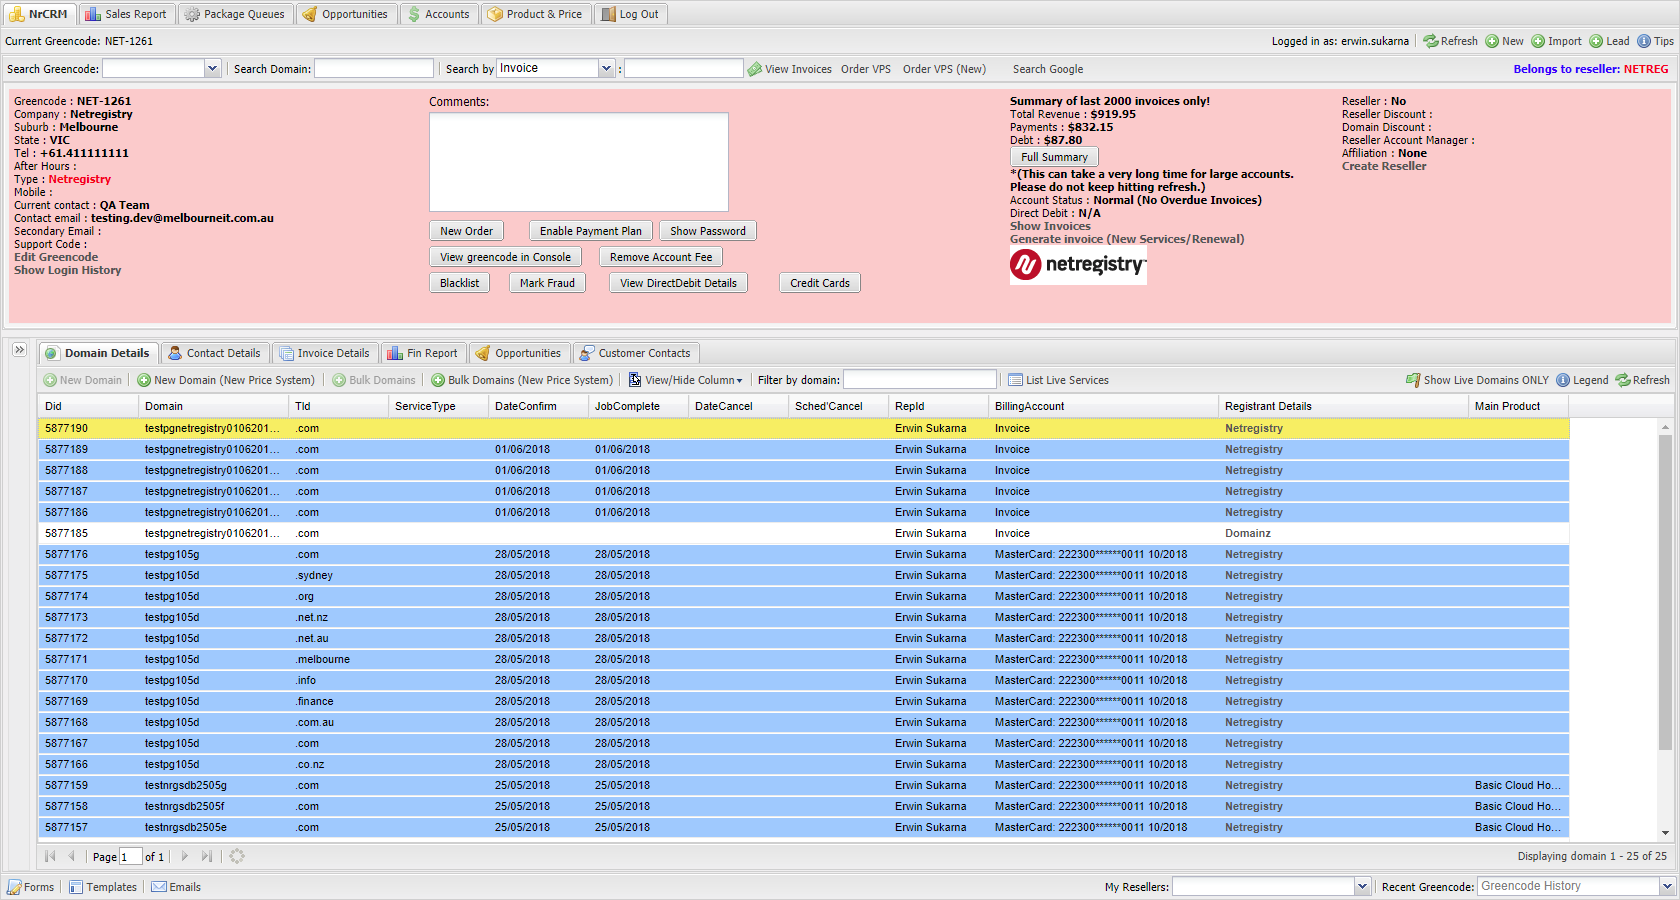 NrCRM Sales Report Package Queues Opportunities Accounts Product & Price Log Out
Current Greencode: NET-1261 Logged in as: erwin.sukarna Refresh New Import Lead Tips
Search Greencode: Search Domain: Search by Invoice : View Invoices Order VPS Order VPS (New) Search Google Belongs to reseller: NETREG
Greencode : NET-1261
Company : Netregistry
Suburb : Melbourne
State : VIC
Tel : +61.411111111
After Hours :
Type : Netregistry
Mobile :
Current contact : QA Team
Contact email : testing.dev@melbourneit.com.au
Secondary Email :
Support Code :
Edit Greencode
Show Login History
Comments:
New Order Enable Payment Plan Show Password
View greencode in Console Remove Account Fee
Blacklist Mark Fraud View DirectDebit Details Credit Cards
Summary of last 2000 invoices only!
Total Revenue : $919.95
Payments : $832.15
Debt : $87.80
Full Summary
*(This can take a very long time for large accounts.
Please do not keep hitting refresh.)
Account Status : Normal (No Overdue Invoices)
Direct Debit : N/A
Show Invoices
Generate invoice (New Services/Renewal)
netregistry
Reseller : No
Reseller Discount :
Domain Discount :
Reseller Account Manager :
Affiliation : None
Create Reseller
Domain Details Contact Details Invoice Details Fin Report Opportunities Customer Contacts
New Domain New Domain (New Price System) Bulk Domains Bulk Domains (New Price System) View/Hide Column Filter by domain: List Live Services Show Live Domains ONLY Legend Refresh
Did Domain Tld ServiceType DateConfirm JobComplete DateCancel Sched'Cancel RepId BillingAccount Registrant Details Main Product
5877190 testpgnetregistry0106201... .com Erwin Sukarna Invoice Netregistry
5877189 testpgnetregistry0106201... .com 01/06/2018 01/06/2018 Erwin Sukarna Invoice Netregistry
5877188 testpgnetregistry0106201... .com 01/06/2018 01/06/2018 Erwin Sukarna Invoice Netregistry
5877187 testpgnetregistry0106201... .com 01/06/2018 01/06/2018 Erwin Sukarna Invoice Netregistry
5877186 testpgnetregistry0106201... .com 01/06/2018 01/06/2018 Erwin Sukarna Invoice Netregistry
5877185 testpgnetregistry0106201... .com Erwin Sukarna Invoice Domainz
5877176 testpg105g .com 28/05/2018 28/05/2018 Erwin Sukarna MasterCard: 222300******0011 10/2018 Netregistry
5877175 testpg105d .sydney 28/05/2018 28/05/2018 Erwin Sukarna MasterCard: 222300******0011 10/2018 Netregistry
5877174 testpg105d .org 28/05/2018 28/05/2018 Erwin Sukarna MasterCard: 222300******0011 10/2018 Netregistry
5877173 testpg105d .net.nz 28/05/2018 28/05/2018 Erwin Sukarna MasterCard: 222300******0011 10/2018 Netregistry
5877172 testpg105d .net.au 28/05/2018 28/05/2018 Erwin Sukarna MasterCard: 222300******0011 10/2018 Netregistry
5877171 testpg105d .melbourne 28/05/2018 28/05/2018 Erwin Sukarna MasterCard: 222300******0011 10/2018 Netregistry
5877170 testpg105d .info 28/05/2018 28/05/2018 Erwin Sukarna MasterCard: 222300******0011 10/2018 Netregistry
5877169 testpg105d .finance 28/05/2018 28/05/2018 Erwin Sukarna MasterCard: 222300******0011 10/2018 Netregistry
5877168 testpg105d .com.au 28/05/2018 28/05/2018 Erwin Sukarna MasterCard: 222300******0011 10/2018 Netregistry
5877167 testpg105d .com 28/05/2018 28/05/2018 Erwin Sukarna MasterCard: 222300******0011 10/2018 Netregistry
5877166 testpg105d .co.nz 28/05/2018 28/05/2018 Erwin Sukarna MasterCard: 222300******0011 10/2018 Netregistry
5877159 testnrgsdb2505g .com 25/05/2018 25/05/2018 Erwin Sukarna MasterCard: 222300******0011 10/2018 Netregistry Basic Cloud Ho...
5877158 testnrgsdb2505f .com 25/05/2018 25/05/2018 Erwin Sukarna MasterCard: 222300******0011 10/2018 Netregistry Basic Cloud Ho...
5877157 testnrgsdb2505e .com 25/05/2018 25/05/2018 Erwin Sukarna MasterCard: 222300******0011 10/2018 Netregistry Basic Cloud Ho...
Page 1 of 1 Displaying domain 1 - 25 of 25
Forms Templates Emails My Resellers: Recent Greencode: Greencode History